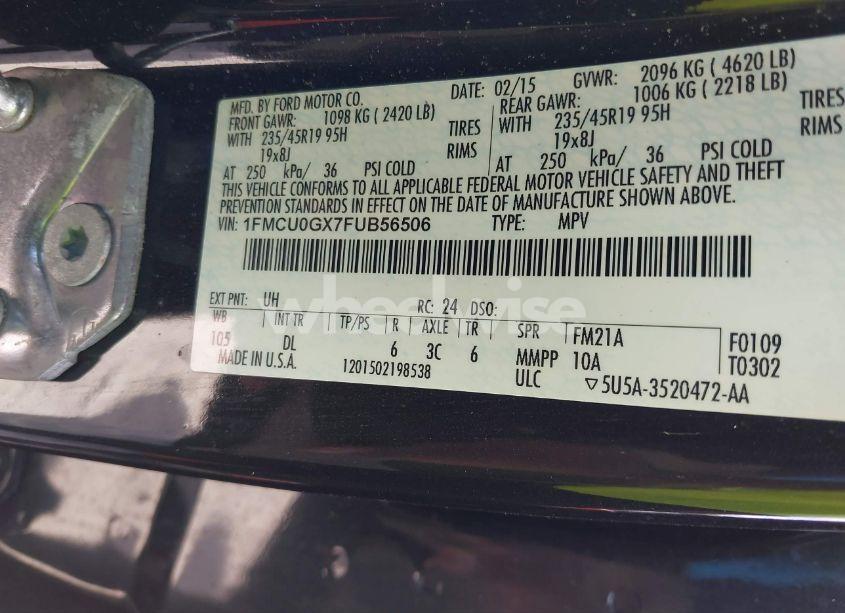 MFD. BY FORD MOTOR CO. DATE: 02/15 GVWR: 2096 KG ( 4620 LB)
FRONT GAWR: 1098 KG ( 2420 LB) REAR GAWR: 1006 KG ( 2218 LB)
WITH 235/45R19 95H TIRES WITH 235/45R19 95H TIRES
19x8J RIMS 19x8J RIMS
AT 250 kPa/ 36 PSI COLD AT 250 kPa/ 36 PSI COLD
THIS VEHICLE CONFORMS TO ALL APPLICABLE FEDERAL MOTOR VEHICLE SAFETY AND THEFT
PREVENTION STANDARDS IN EFFECT ON THE DATE OF MANUFACTURE SHOWN ABOVE.
VIN: 1FMCU0GX7FUB56506 TYPE: MPV
EXT PNT: UH RC: 24 DSO:
wheelwise
WB INT TR TP/PS R AXLE TR SPR FM21A F0109
105 DL 6 3C 6 MMPP 10A T0302
MADE IN U.S.A. 1201502198538 ULC ▽5U5A-3520472-AA